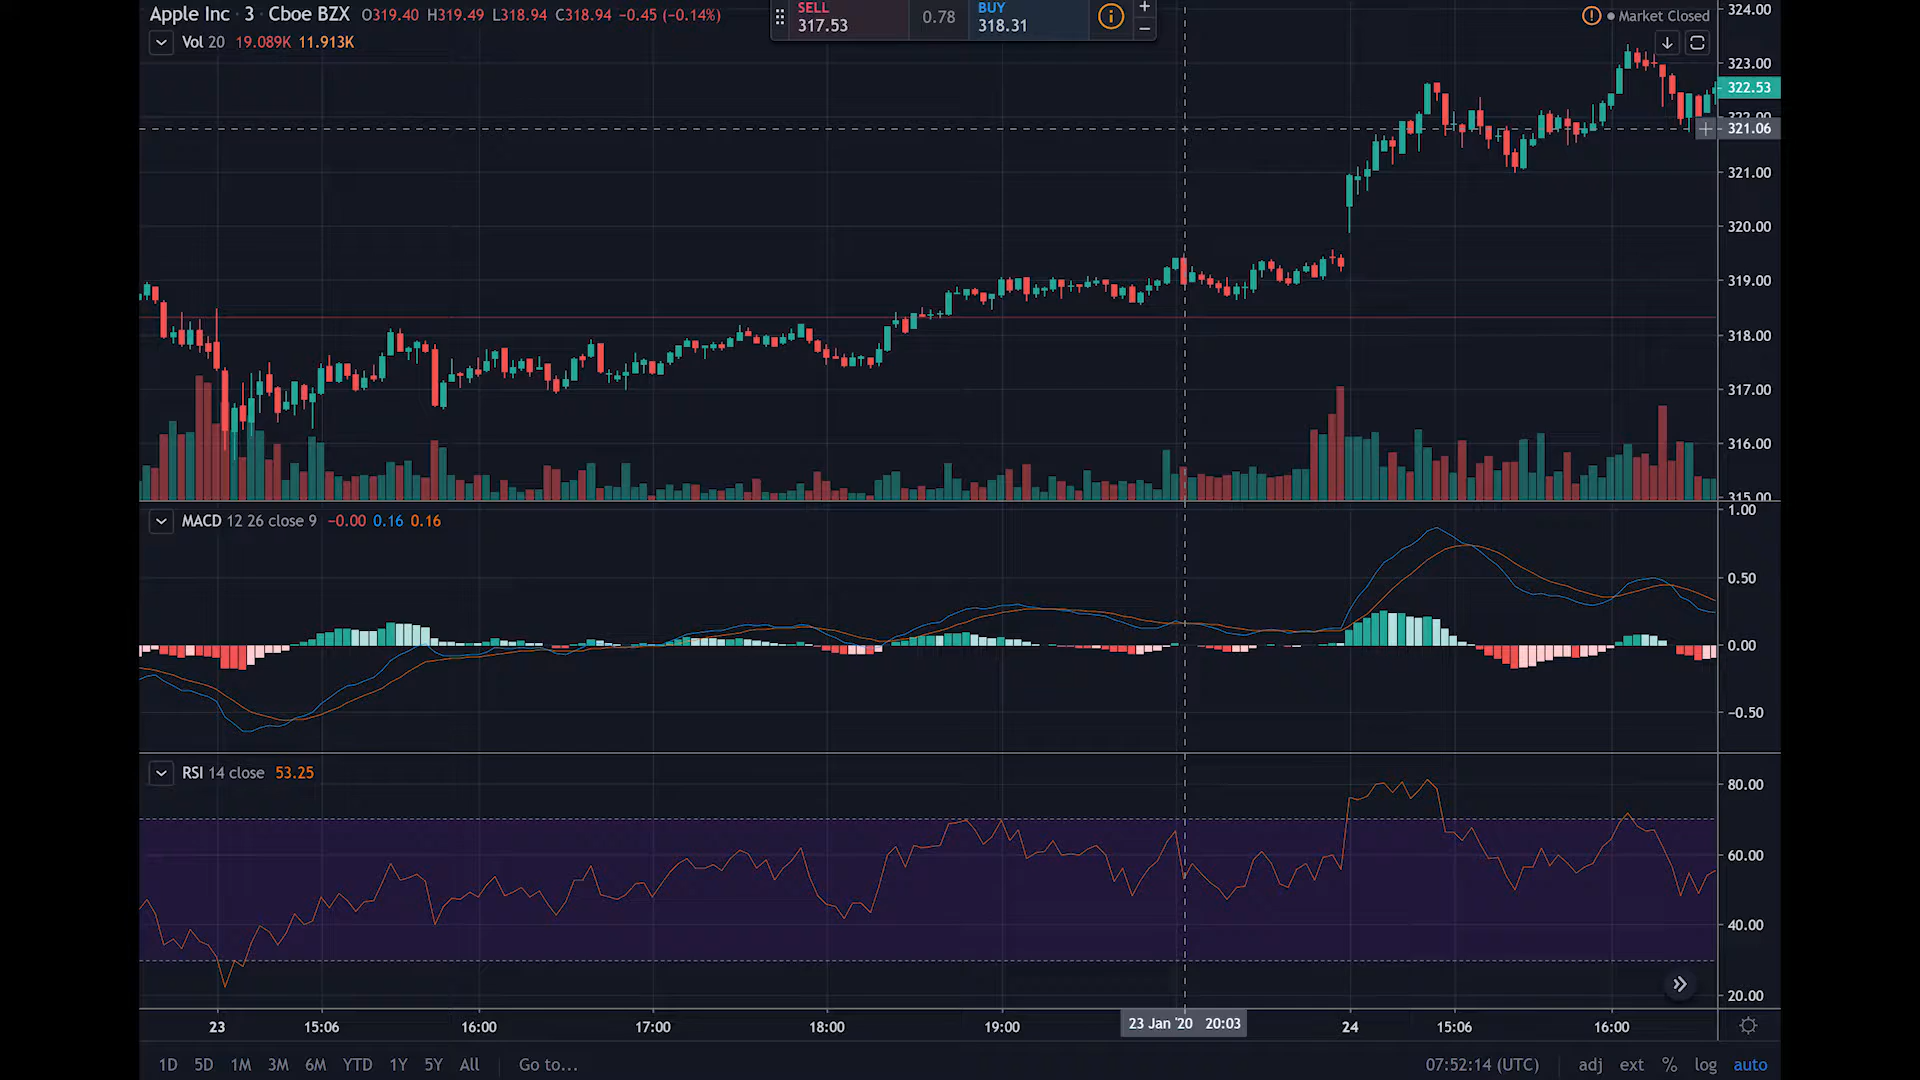 Apple Inc · 3 · Cboe BZX O319.40 H319.49 L318.94 C318.94 −0.45 (−0.14%)
Vol 20 19.089K 11.913K
SELL
317.53
0.78
BUY
318.31
Market Closed
324.00
323.00
322.53
322.00
321.06
321.00
320.00
319.00
318.00
317.00
316.00
315.00
MACD 12 26 close 9 −0.00 0.16 0.16
1.00
0.50
0.00
−0.50
RSI 14 close 53.25
80.00
60.00
40.00
20.00
23 15:06 16:00 17:00 18:00 19:00 23 Jan '20 20:03 24 15:06 16:00
1D 5D 1M 3M 6M YTD 1Y 5Y All Go to... 07:52:14 (UTC) adj ext % log auto